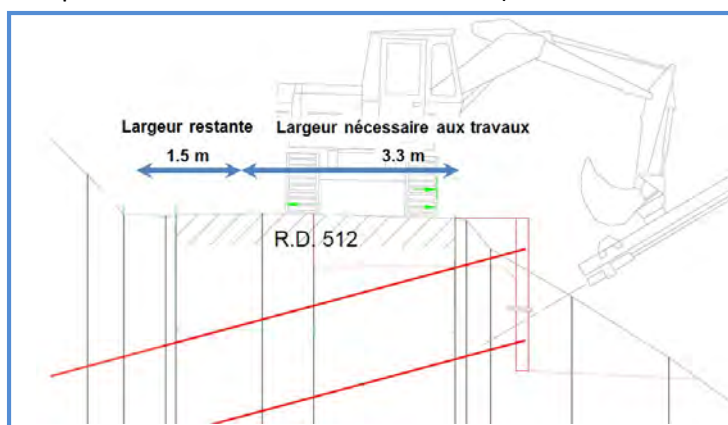 Largeur restante
1.5 m
Largeur nécessaire aux travaux
3.3 m
R.D. 512